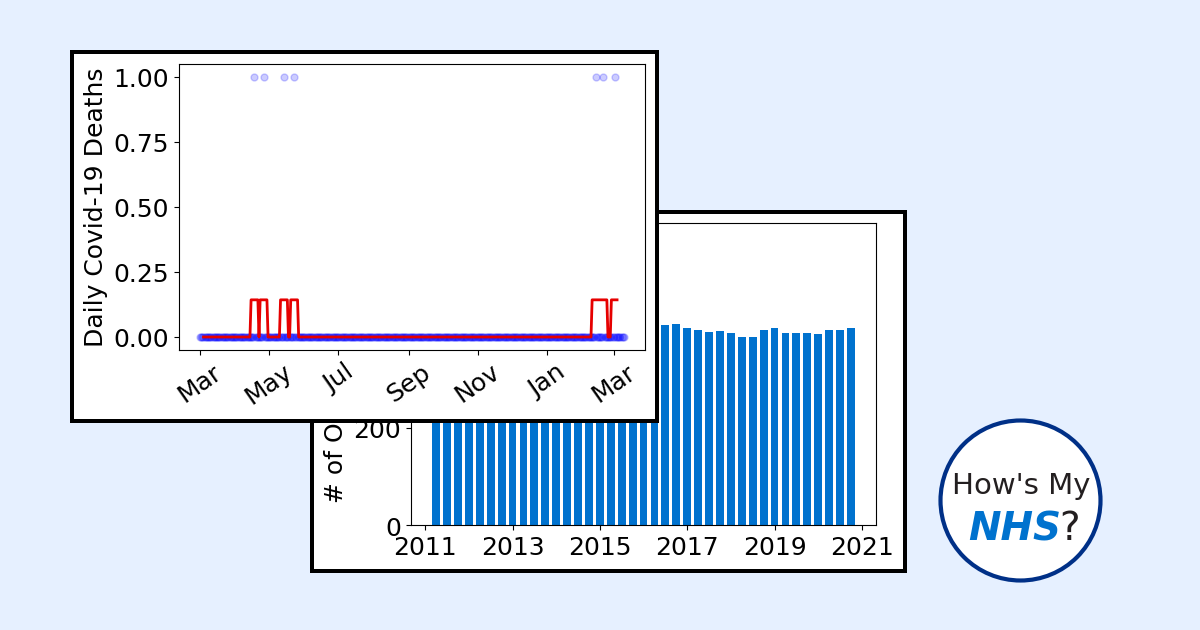 Daily Covid-19 Deaths
1.00
0.75
0.50
0.25
0.00
Mar May Jul Sep Nov Jan Mar
# of O
200
0
2011 2013 2015 2017 2019 2021
How's My
NHS?